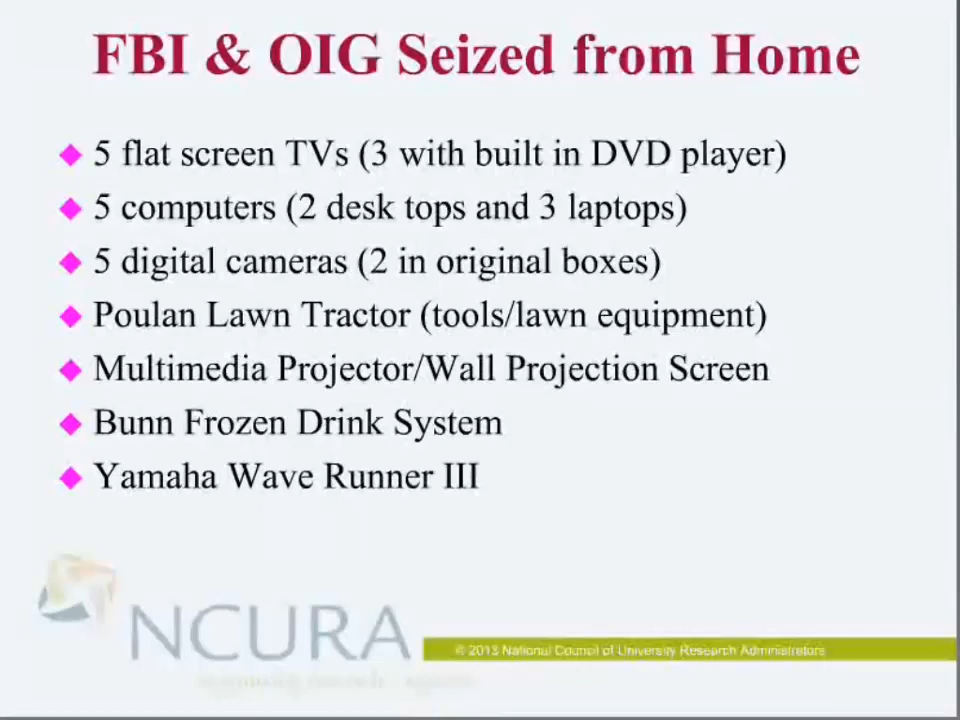 FBI & OIG Seized from Home
5 flat screen TVs (3 with built in DVD player)
5 computers (2 desk tops and 3 laptops)
5 digital cameras (2 in original boxes)
Poulan Lawn Tractor (tools/lawn equipment)
Multimedia Projector/Wall Projection Screen
Bunn Frozen Drink System
Yamaha Wave Runner III
NCURA
© 2013 National Council of University Research Administrators